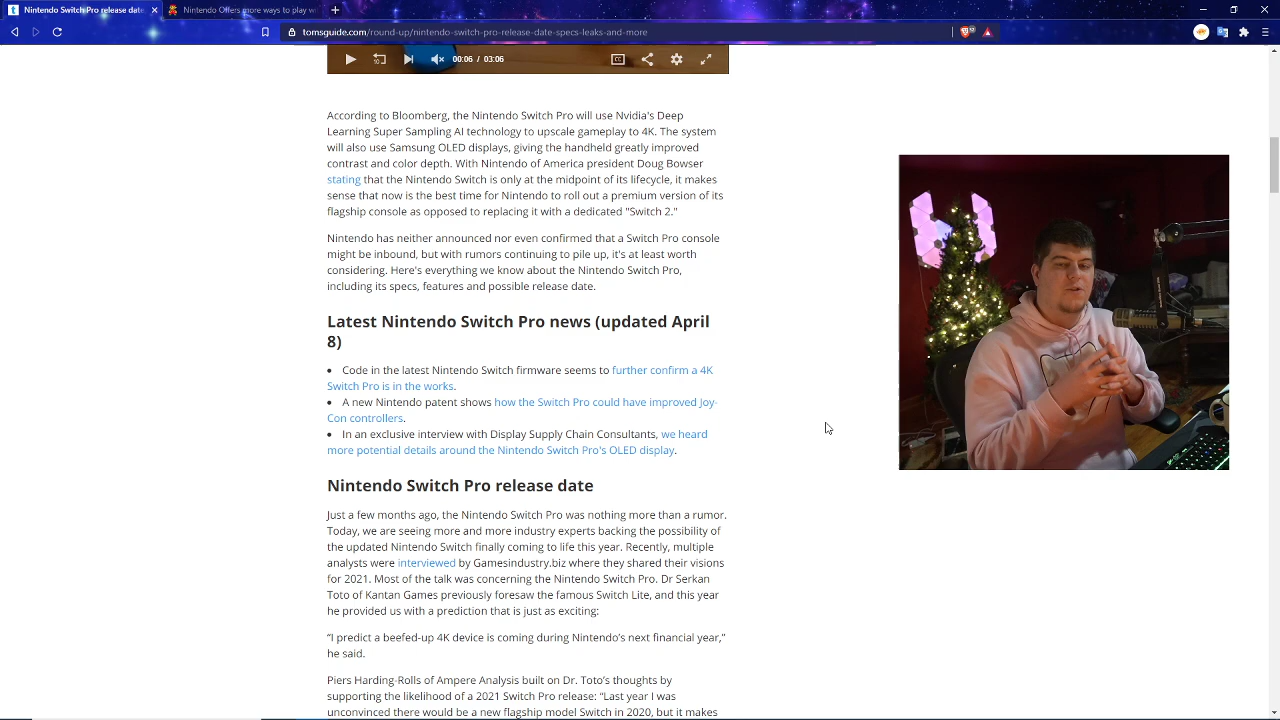 Nintendo Switch Pro release date
Nintendo Offers more ways to play w
tomsguide.com/round-up/nintendo-switch-pro-release-date-specs-leaks-and-more
10
00:06 / 03:06
CC
According to Bloomberg, the Nintendo Switch Pro will use Nvidia's Deep
Learning Super Sampling AI technology to upscale gameplay to 4K. The system
will also use Samsung OLED displays, giving the handheld greatly improved
contrast and color depth. With Nintendo of America president Doug Bowser
stating that the Nintendo Switch is only at the midpoint of its lifecycle, it makes
sense that now is the best time for Nintendo to roll out a premium version of its
flagship console as opposed to replacing it with a dedicated "Switch 2."
Nintendo has neither announced nor even confirmed that a Switch Pro console
might be inbound, but with rumors continuing to pile up, it's at least worth
considering. Here's everything we know about the Nintendo Switch Pro,
including its specs, features and possible release date.
Latest Nintendo Switch Pro news (updated April
8)
• Code in the latest Nintendo Switch firmware seems to further confirm a 4K
Switch Pro is in the works.
• A new Nintendo patent shows how the Switch Pro could have improved Joy-
Con controllers.
• In an exclusive interview with Display Supply Chain Consultants, we heard
more potential details around the Nintendo Switch Pro's OLED display.
Nintendo Switch Pro release date
Just a few months ago, the Nintendo Switch Pro was nothing more than a rumor.
Today, we are seeing more and more industry experts backing the possibility of
the updated Nintendo Switch finally coming to life this year. Recently, multiple
analysts were interviewed by Gamesindustry.biz where they shared their visions
for 2021. Most of the talk was concerning the Nintendo Switch Pro. Dr Serkan
Toto of Kantan Games previously foresaw the famous Switch Lite, and this year
he provided us with a prediction that is just as exciting:
“I predict a beefed-up 4K device is coming during Nintendo’s next financial year,”
he said.
Piers Harding-Rolls of Ampere Analysis built on Dr. Toto’s thoughts by
supporting the likelihood of a 2021 Switch Pro release: “Last year I was
unconvinced there would be a new flagship model Switch in 2020, but it makes